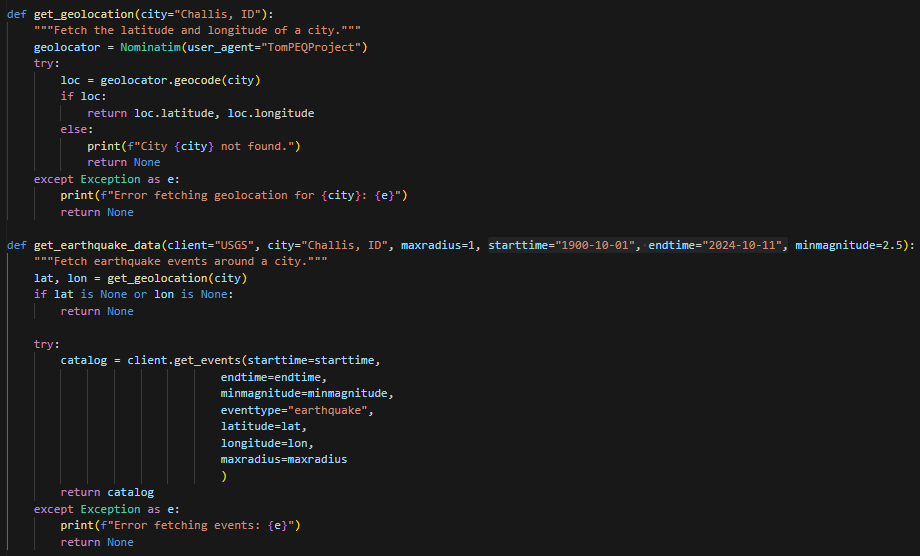 def get_geolocation(city="Challis, ID"):
    """Fetch the latitude and longitude of a city."""
    geolocator = Nominatim(user_agent="TomPEQProject")
    try:
        loc = geolocator.geocode(city)
        if loc:
            return loc.latitude, loc.longitude
        else:
            print(f"City {city} not found.")
            return None
    except Exception as e:
        print(f"Error fetching geolocation for {city}: {e}")
        return None

def get_earthquake_data(client="USGS", city="Challis, ID", maxradius=1, starttime="1900-10-01", endtime="2024-10-11", minmagnitude=2.5):
    """Fetch earthquake events around a city."""
    lat, lon = get_geolocation(city)
    if lat is None or lon is None:
        return None

    try:
        catalog = client.get_events(starttime=starttime,
                                endtime=endtime,
                                minmagnitude=minmagnitude,
                                eventtype="earthquake",
                                latitude=lat,
                                longitude=lon,
                                maxradius=maxradius
                                )
        return catalog
    except Exception as e:
        print(f"Error fetching events: {e}")
        return None